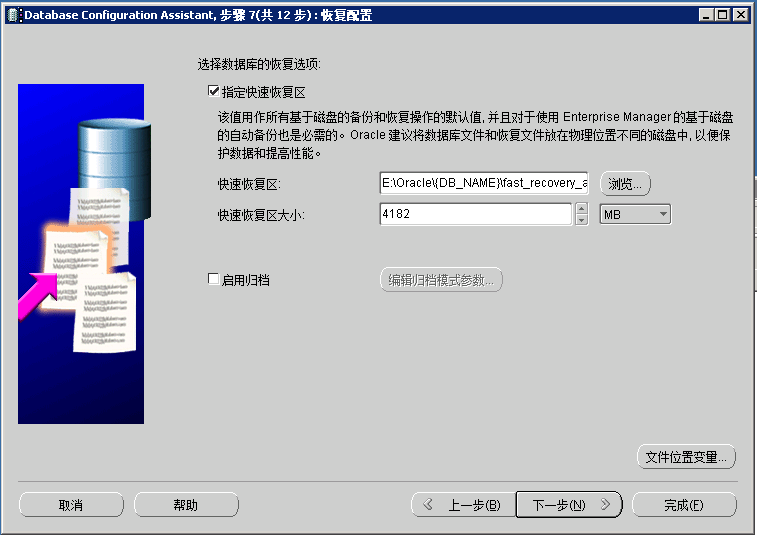 Database Configuration Assistant, 步骤 7(共 12 步) : 恢复配置
选择数据库的恢复选项:
指定快速恢复区
该值用作所有基于磁盘的备份和恢复操作的默认值, 并且对于使用 Enterprise Manager 的基于磁盘
的自动备份也是必需的。Oracle 建议将数据库文件和恢复文件放在物理位置不同的磁盘中, 以便保
护数据和提高性能。
快速恢复区:
E:\Oracle\{DB_NAME}\fast_recovery_a
浏览...
快速恢复区大小:
4182
MB
启用归档
编辑归档模式参数...
文件位置变量...
取消
帮助
上一步(B)
下一步(N)
完成(F)